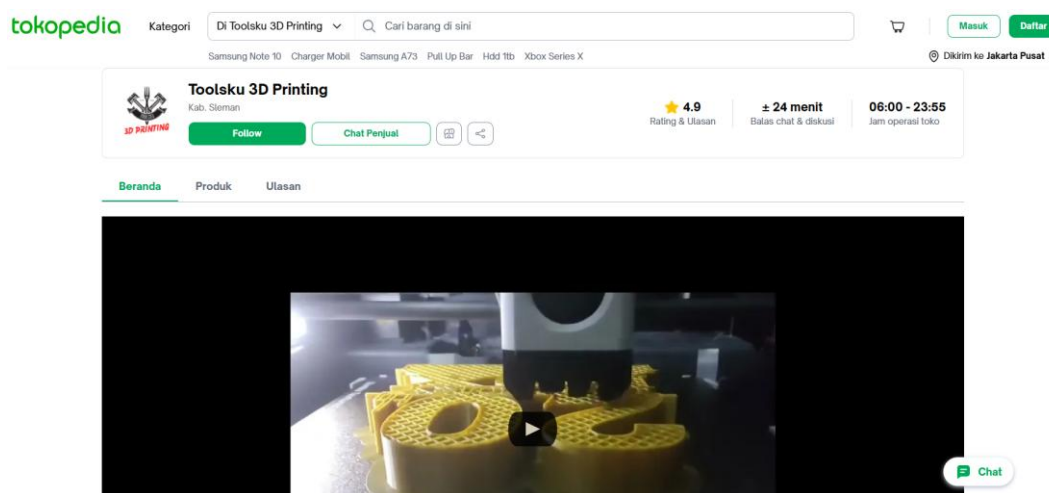 tokopedia
Kategori
Di Toolsku 3D Printing
Cari barang di sini
Masuk
Daftar
Samsung Note 10 Charger Mobil Samsung A73 Pull Up Bar Hdd 1tb Xbox Series X
Dikirim ke Jakarta Pusat
3D PRINTING
Toolsku 3D Printing
Kab. Sleman
Follow
Chat Penjual
4.9
Rating & Ulasan
± 24 menit
Balas chat & diskusi
06:00 - 23:55
Jam operasi toko
Beranda
Produk
Ulasan
Chat